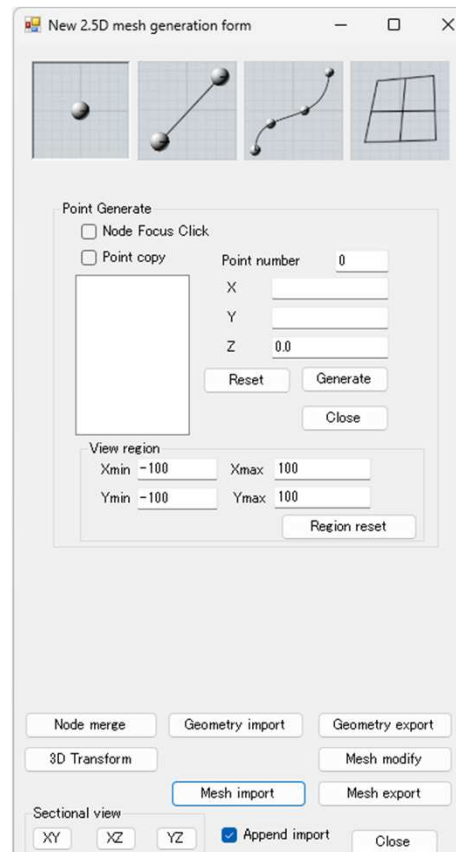 New 2.5D mesh generation form
Point Generate
Node Focus Click
Point copy
Point number 0
X
Y
Z 0.0
Reset Generate
Close
View region
Xmin -100 Xmax 100
Ymin -100 Ymax 100
Region reset
Node merge Geometry import Geometry export
3D Transform Mesh modify
Mesh import Mesh export
Sectional view
XY XZ YZ Append import Close